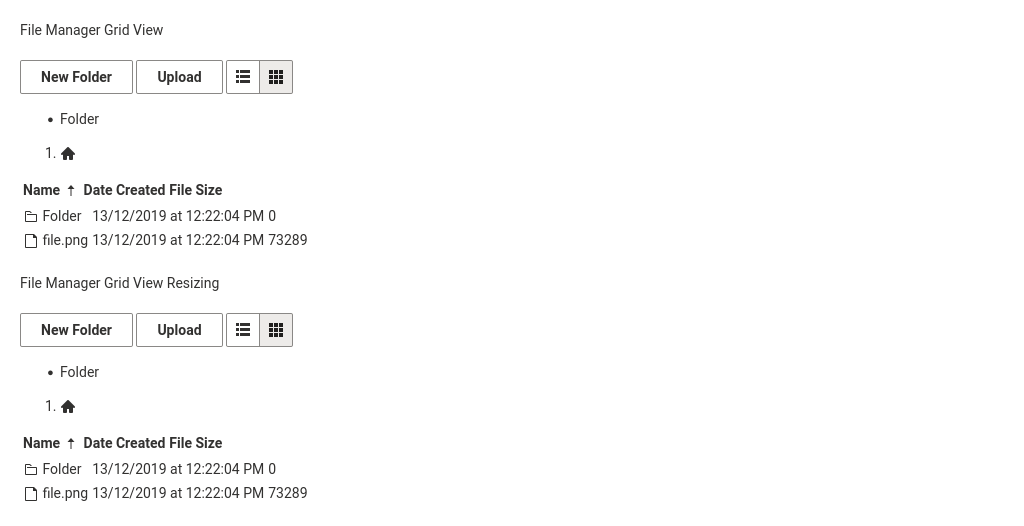 File Manager Grid View
New Folder Upload
• Folder
1.
Name ↑ Date Created File Size
Folder 13/12/2019 at 12:22:04 PM 0
file.png 13/12/2019 at 12:22:04 PM 73289
File Manager Grid View Resizing
New Folder Upload
• Folder
1.
Name ↑ Date Created File Size
Folder 13/12/2019 at 12:22:04 PM 0
file.png 13/12/2019 at 12:22:04 PM 73289